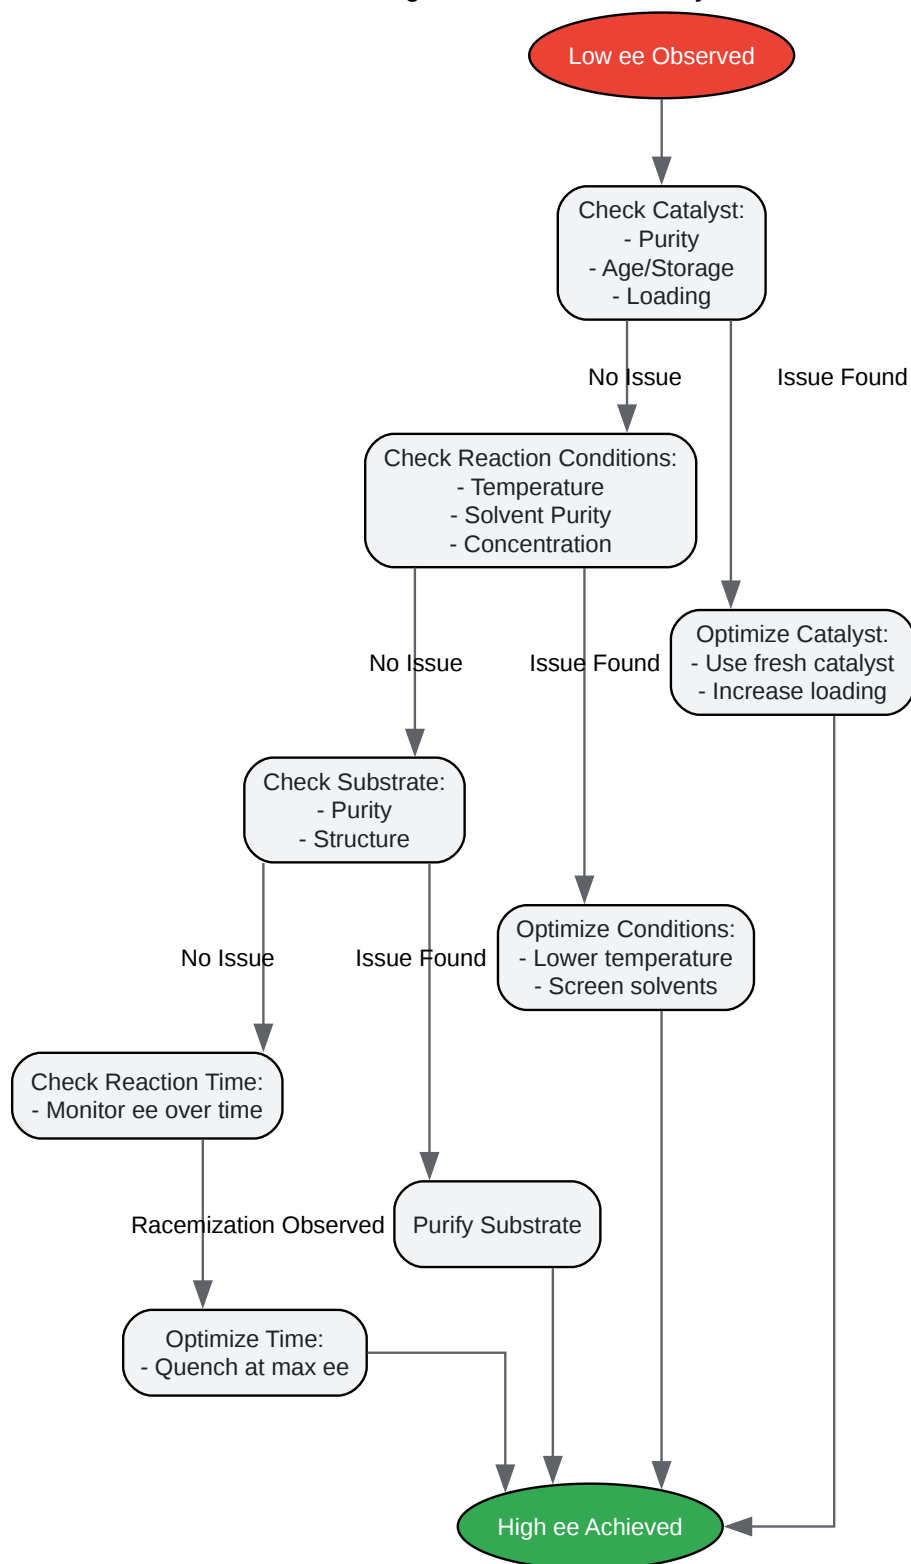 Low ee Observed
Check Catalyst:
- Purity
- Age/Storage
- Loading
No Issue
Issue Found
Check Reaction Conditions:
- Temperature
- Solvent Purity
- Concentration
Optimize Catalyst:
- Use fresh catalyst
- Increase loading
No Issue
Issue Found
Check Substrate:
- Purity
- Structure
Optimize Conditions:
- Lower temperature
- Screen solvents
No Issue
Issue Found
Check Reaction Time:
- Monitor ee over time
Racemization Observed
Purify Substrate
Optimize Time:
- Quench at max ee
High ee Achieved